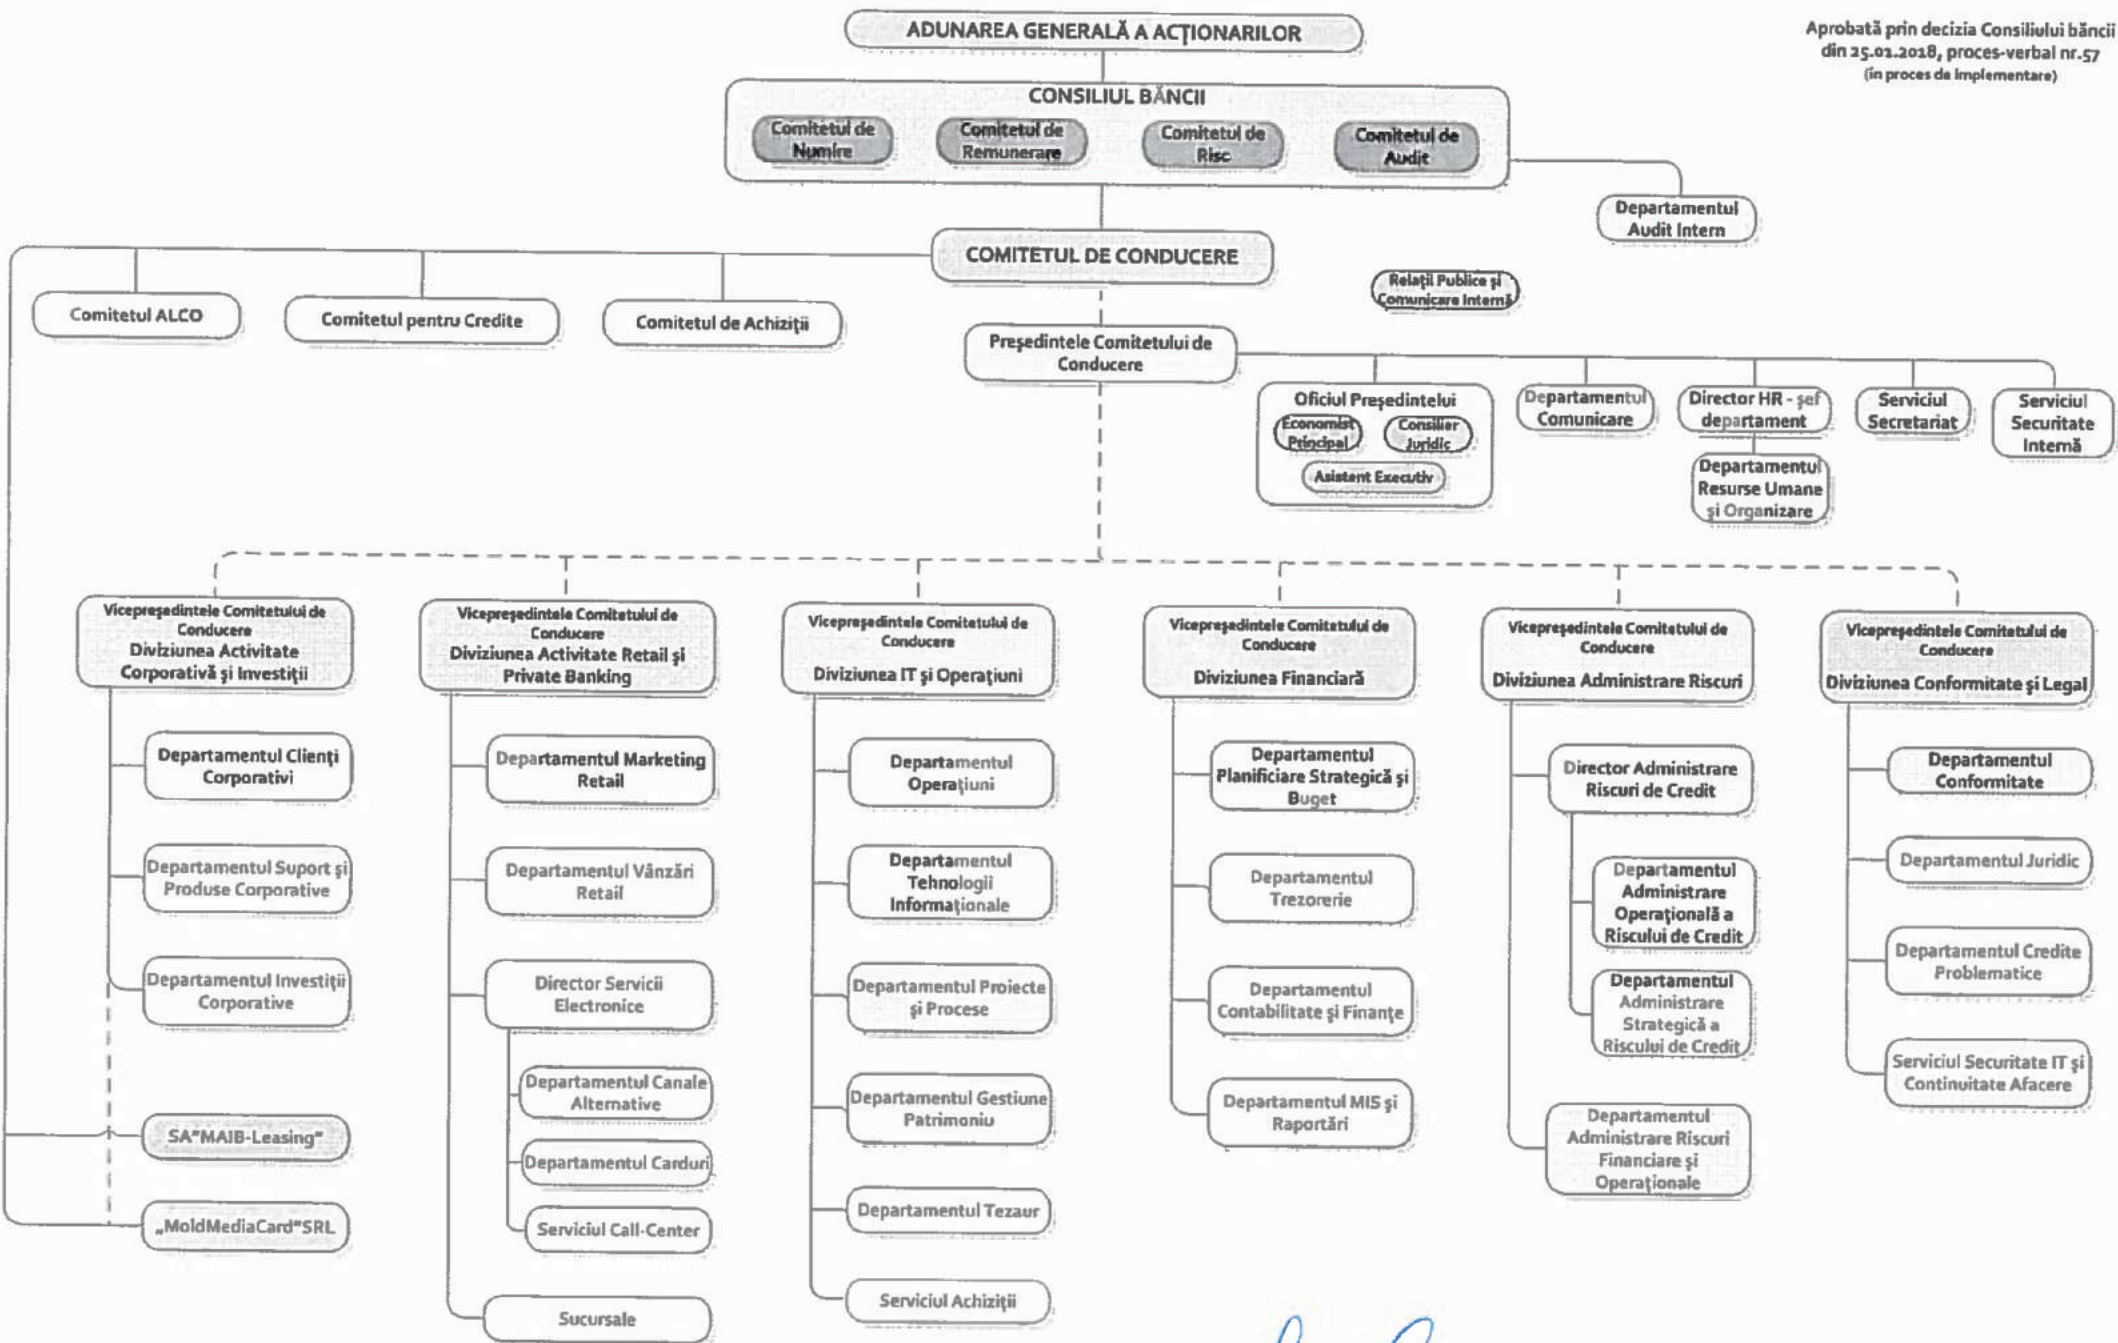 Aprobată prin decizia Consiliului băncii
din 25.01.2018, proces-verbal nr.57
(în proces de implementare)
ADUNAREA GENERALĂ A ACȚIONARILOR
CONSILIUL BĂNCII
Comitetul de
Numire
Comitetul de
Remunerare
Comitetul de
Risc
Comitetul de
Audit
Departamentul
Audit Intern
COMITETUL DE CONDUCERE
Relații Publice și
Comunicare Internă
Comitetul ALCO
Comitetul pentru Credite
Comitetul de Achiziții
Președintele Comitetului de
Conducere
Oficiul Președintelui
Economist
Principal
Consilier
Juridic
Asistent Executiv
Departamentul
Comunicare
Director HR - șef
departament
Departamentul
Resurse Umane
și Organizare
Serviciul
Secretariat
Serviciul
Securitate
Internă
Vicepreședintele Comitetului de
Conducere
Diviziunea Activitate
Corporativă și Investiții
Departamentul Clienți
Corporativi
Departamentul Suport și
Produse Corporative
Departamentul Investiții
Corporative
SA"MAIB-Leasing"
„MoldMediaCard"SRL
Vicepreședintele Comitetului de
Conducere
Diviziunea Activitate Retail și
Private Banking
Departamentul Marketing
Retail
Departamentul Vânzări
Retail
Director Servicii
Electronice
Departamentul Canale
Alternative
Departamentul Carduri
Serviciul Call-Center
Sucursale
Vicepreședintele Comitetului de
Conducere
Diviziunea IT și Operațiuni
Departamentul
Operațiuni
Departamentul
Tehnologii
Informaționale
Departamentul Proiecte
și Procese
Departamentul Gestiune
Patrimoniu
Departamentul Tezaur
Serviciul Achiziții
Vicepreședintele Comitetului de
Conducere
Diviziunea Financiară
Departamentul
Planificiare Strategică și
Buget
Departamentul
Trezorerie
Departamentul
Contabilitate și Finanțe
Departamentul MIS și
Raportări
Vicepreședintele Comitetului de
Conducere
Diviziunea Administrare Riscuri
Director Administrare
Riscuri de Credit
Departamentul
Administrare
Operațională a
Riscului de Credit
Departamentul
Administrare
Strategică a
Riscului de Credit
Departamentul
Administrare Riscuri
Financiare și
Operaționale
Vicepreședintele Comitetului de
Conducere
Diviziunea Conformitate și Legal
Departamentul
Conformitate
Departamentul Juridic
Departamentul Credite
Problematice
Serviciul Securitate IT și
Continuitate Afacere